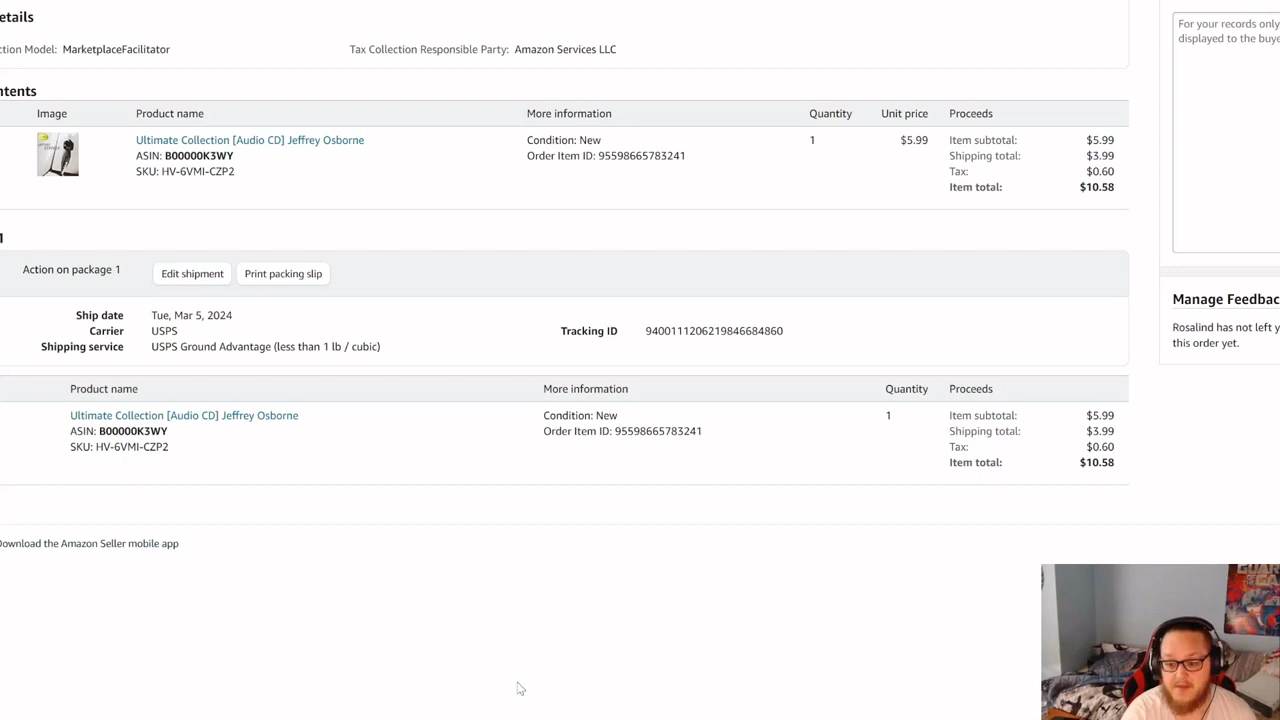 etails
ction Model: MarketplaceFacilitator Tax Collection Responsible Party: Amazon Services LLC
For your records only
displayed to the buye
ntents
Image Product name More information Quantity Unit price Proceeds
Ultimate Collection [Audio CD] Jeffrey Osborne Condition: New 1 $5.99 Item subtotal: $5.99
ASIN: B00000K3WY Order Item ID: 95598665783241 Shipping total: $3.99
SKU: HV-6VMI-CZP2 Tax: $0.60
Item total: $10.58
1
Action on package 1 Edit shipment Print packing slip
Ship date Tue, Mar 5, 2024
Carrier USPS Tracking ID 9400111206219846684860
Shipping service USPS Ground Advantage (less than 1 lb / cubic)
Manage Feedbac
Rosalind has not left y
this order yet.
Product name More information Quantity Proceeds
Ultimate Collection [Audio CD] Jeffrey Osborne Condition: New 1 Item subtotal: $5.99
ASIN: B00000K3WY Order Item ID: 95598665783241 Shipping total: $3.99
SKU: HV-6VMI-CZP2 Tax: $0.60
Item total: $10.58
Download the Amazon Seller mobile app